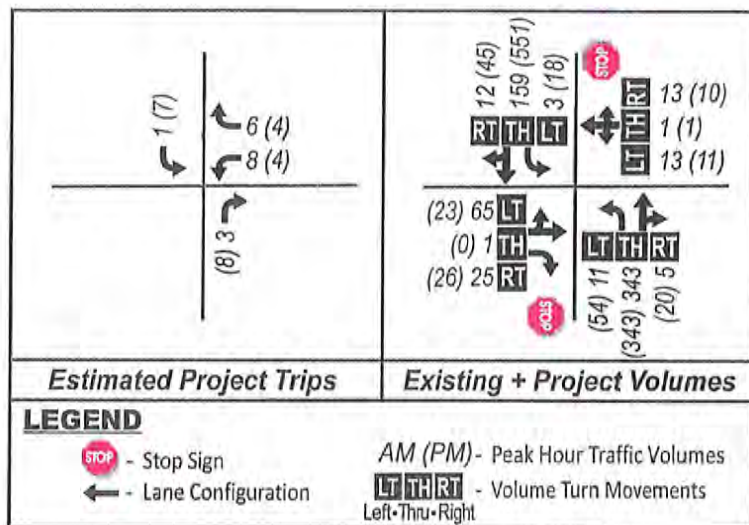 1 (7)
6 (4)
8 (4)
(8) 3
Estimated Project Trips
12 (45)
159 (551)
3 (18)
RT TH LT
STOP
RT 13 (10)
TH 1 (1)
LT 13 (11)
(23) 65 LT
(0) 1 TH
(26) 25 RT
STOP
LT TH RT
(54) 11
(343) 343
(20) 5
Existing + Project Volumes
LEGEND
STOP - Stop Sign
- Lane Configuration
AM (PM) - Peak Hour Traffic Volumes
LT TH RT - Volume Turn Movements
Left•Thru•Right